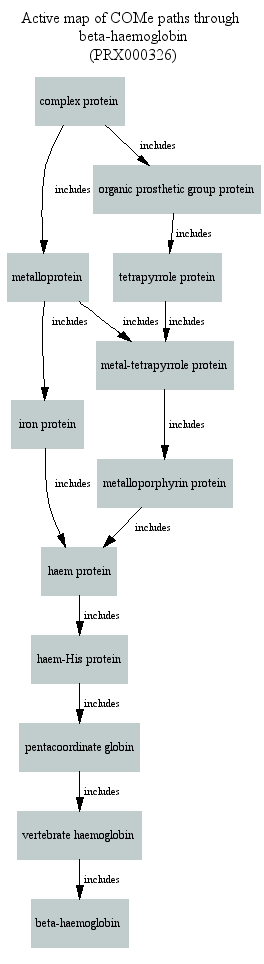 Active map of COMe paths through
beta-haemoglobin
(PRX000326)
complex protein
includes
includes
organic prosthetic group protein
includes
metalloprotein
tetrapyrrole protein
includes
includes
includes
metal-tetrapyrrole protein
iron protein
includes
metalloporphyrin protein
includes
includes
haem protein
includes
haem-His protein
includes
pentacoordinate globin
includes
vertebrate haemoglobin
includes
beta-haemoglobin